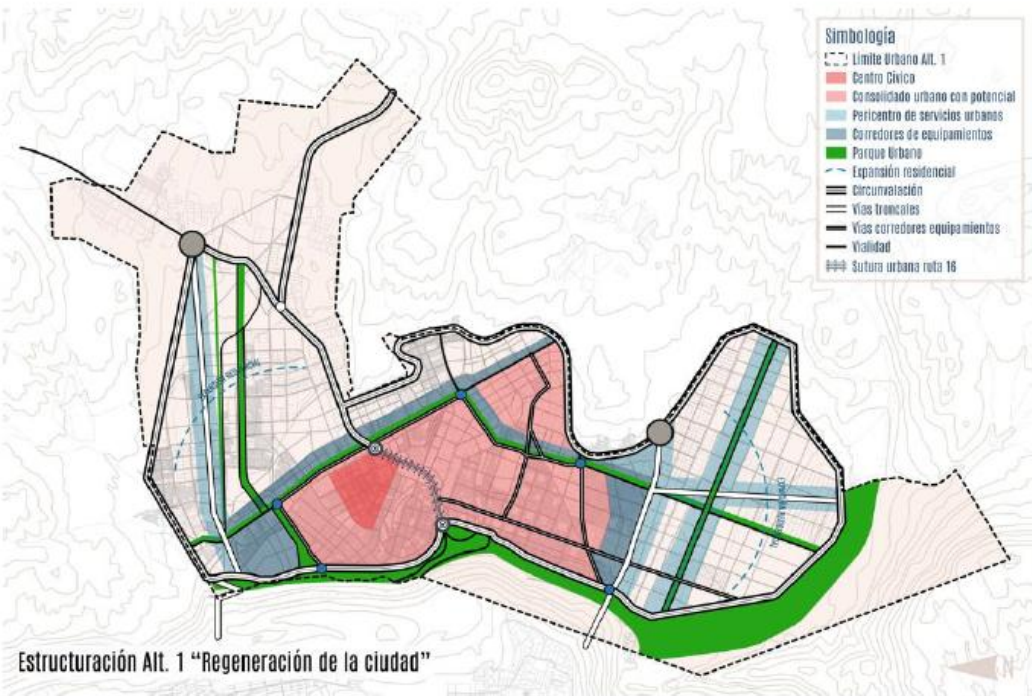 Simbología
Límite Urbano Alt. 1
Centro Cívico
Consolidado urbano con potencial
Pericentro de servicios urbanos
Corredores de equipamientos
Parque Urbano
Expansión residencial
Circunvalación
Vías troncales
Vías corredores equipamientos
Vialidad
Sutura urbana ruta 16
Estructuración Alt. 1 “Regeneración de la ciudad”
N